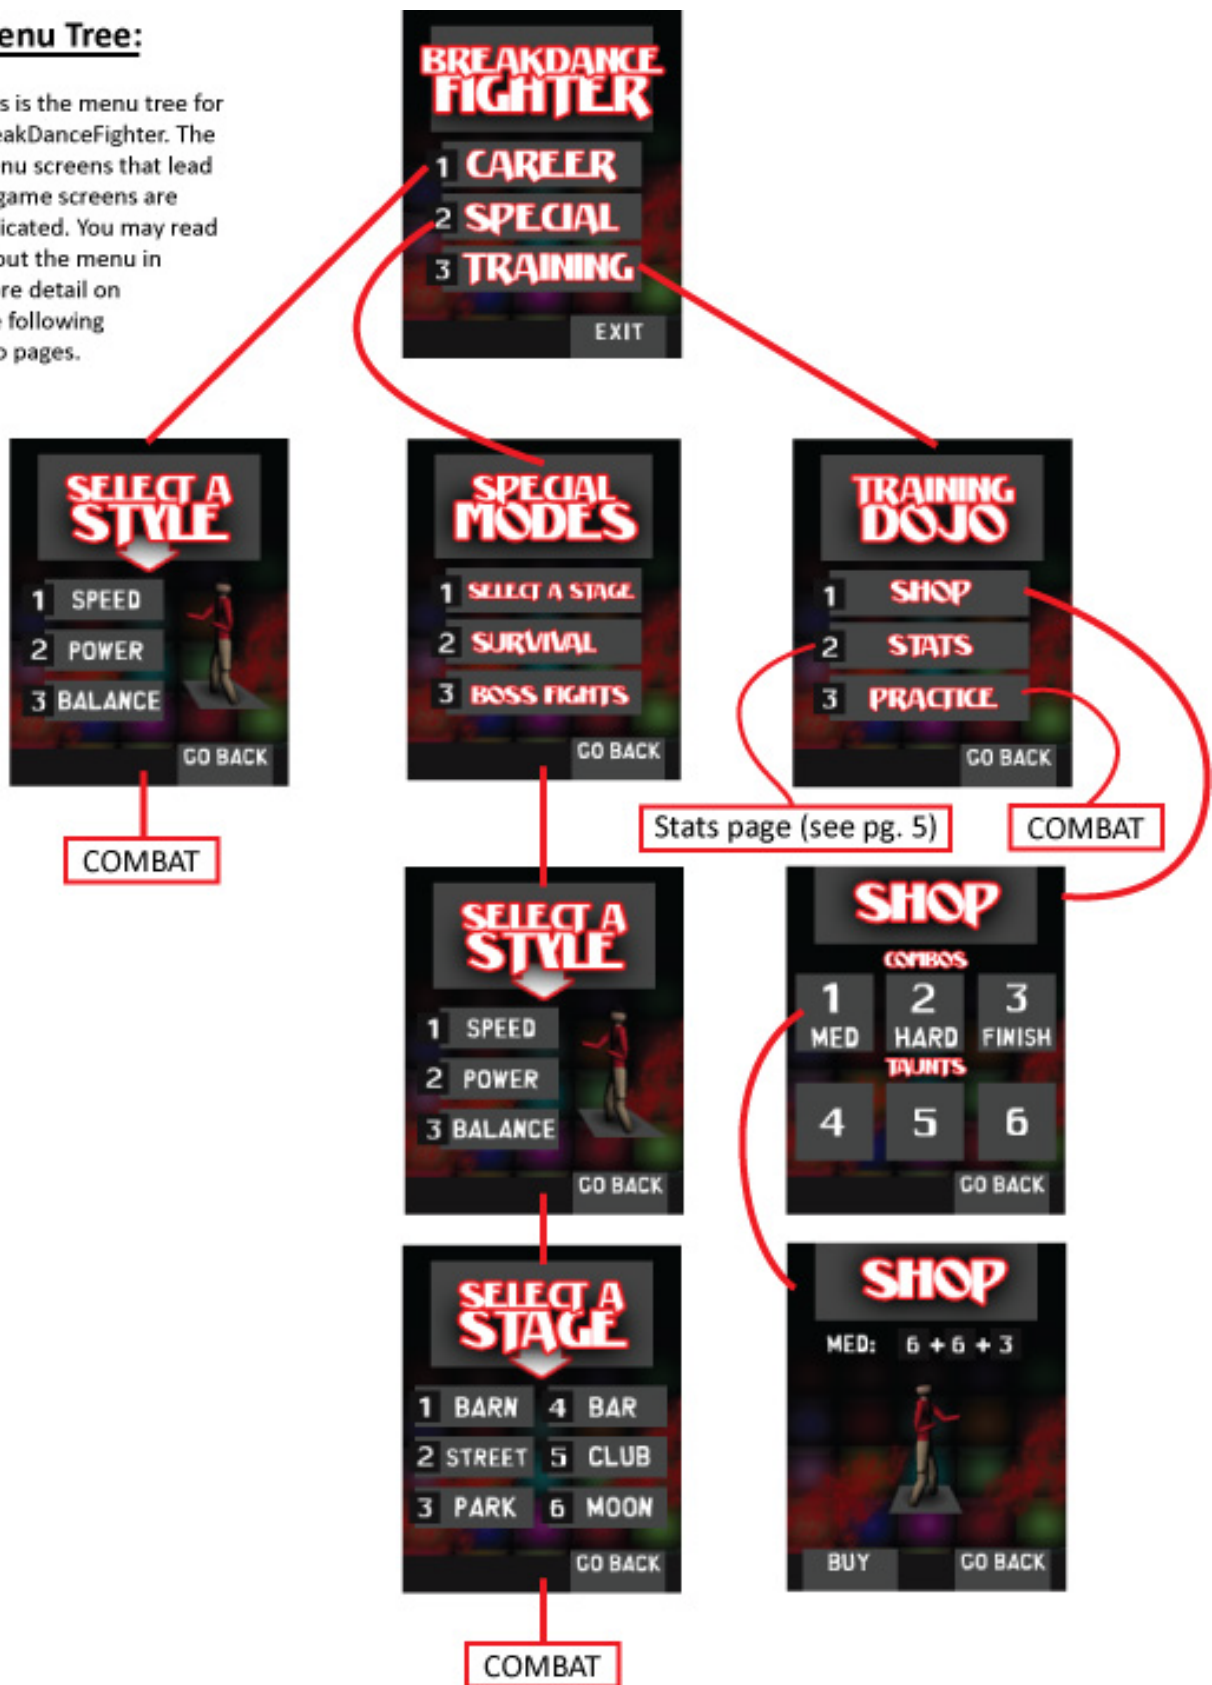 enu Tree:
s is the menu tree for
eakDanceFighter. The
nu screens that lead
game screens are
icated. You may read
out the menu in
re detail on
e following
o pages.
BREAKDANCE
FIGHTER
1 CAREER
2 SPECIAL
3 TRAINING
EXIT
SELECT A
STYLE
1 SPEED
2 POWER
3 BALANCE
GO BACK
COMBAT
SPECIAL
MODES
1 SELECT A STAGE
2 SURVIVAL
3 BOSS FIGHTS
GO BACK
TRAINING
DOJO
1 SHOP
2 STATS
3 PRACTICE
GO BACK
Stats page (see pg. 5)
COMBAT
SELECT A
STYLE
1 SPEED
2 POWER
3 BALANCE
GO BACK
SHOP
COMBOS
1 2 3
MED HARD FINISH
TAUNTS
4 5 6
GO BACK
SELECT A
STAGE
1 BARN 4 BAR
2 STREET 5 CLUB
3 PARK 6 MOON
GO BACK
COMBAT
SHOP
MED: 6 + 6 + 3
BUY GO BACK